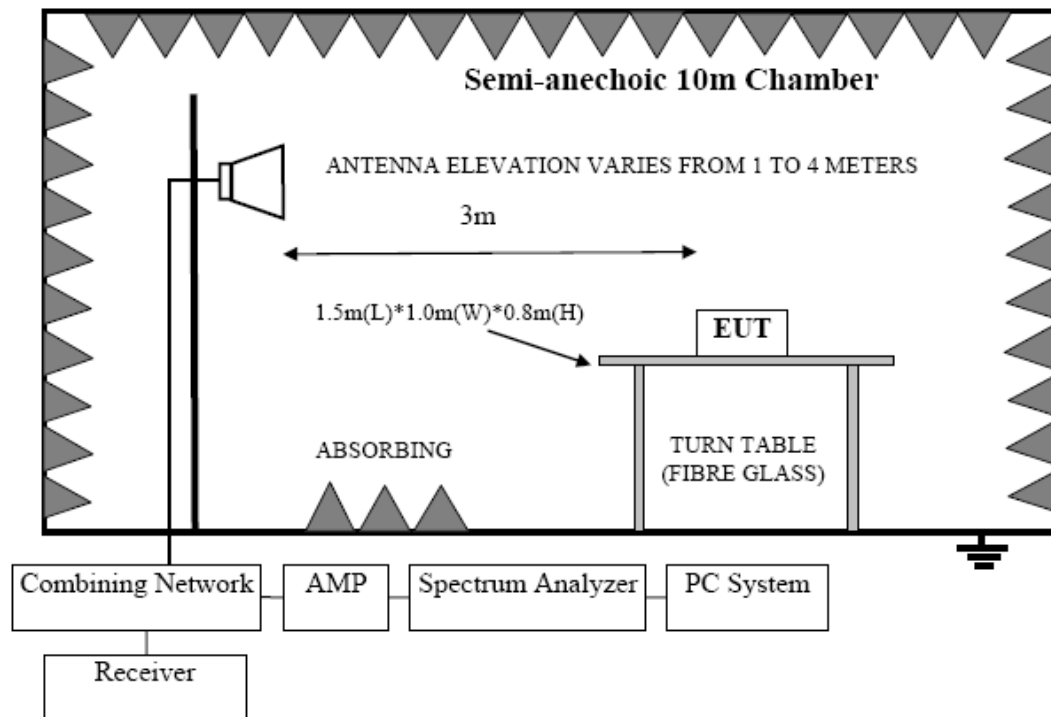 Semi-anechoic 10m Chamber
ANTENNA ELEVATION VARIES FROM 1 TO 4 METERS
3m
1.5m(L)*1.0m(W)*0.8m(H)
EUT
ABSORBING
TURN TABLE
(FIBRE GLASS)
Combining Network
AMP
Spectrum Analyzer
PC System
Receiver